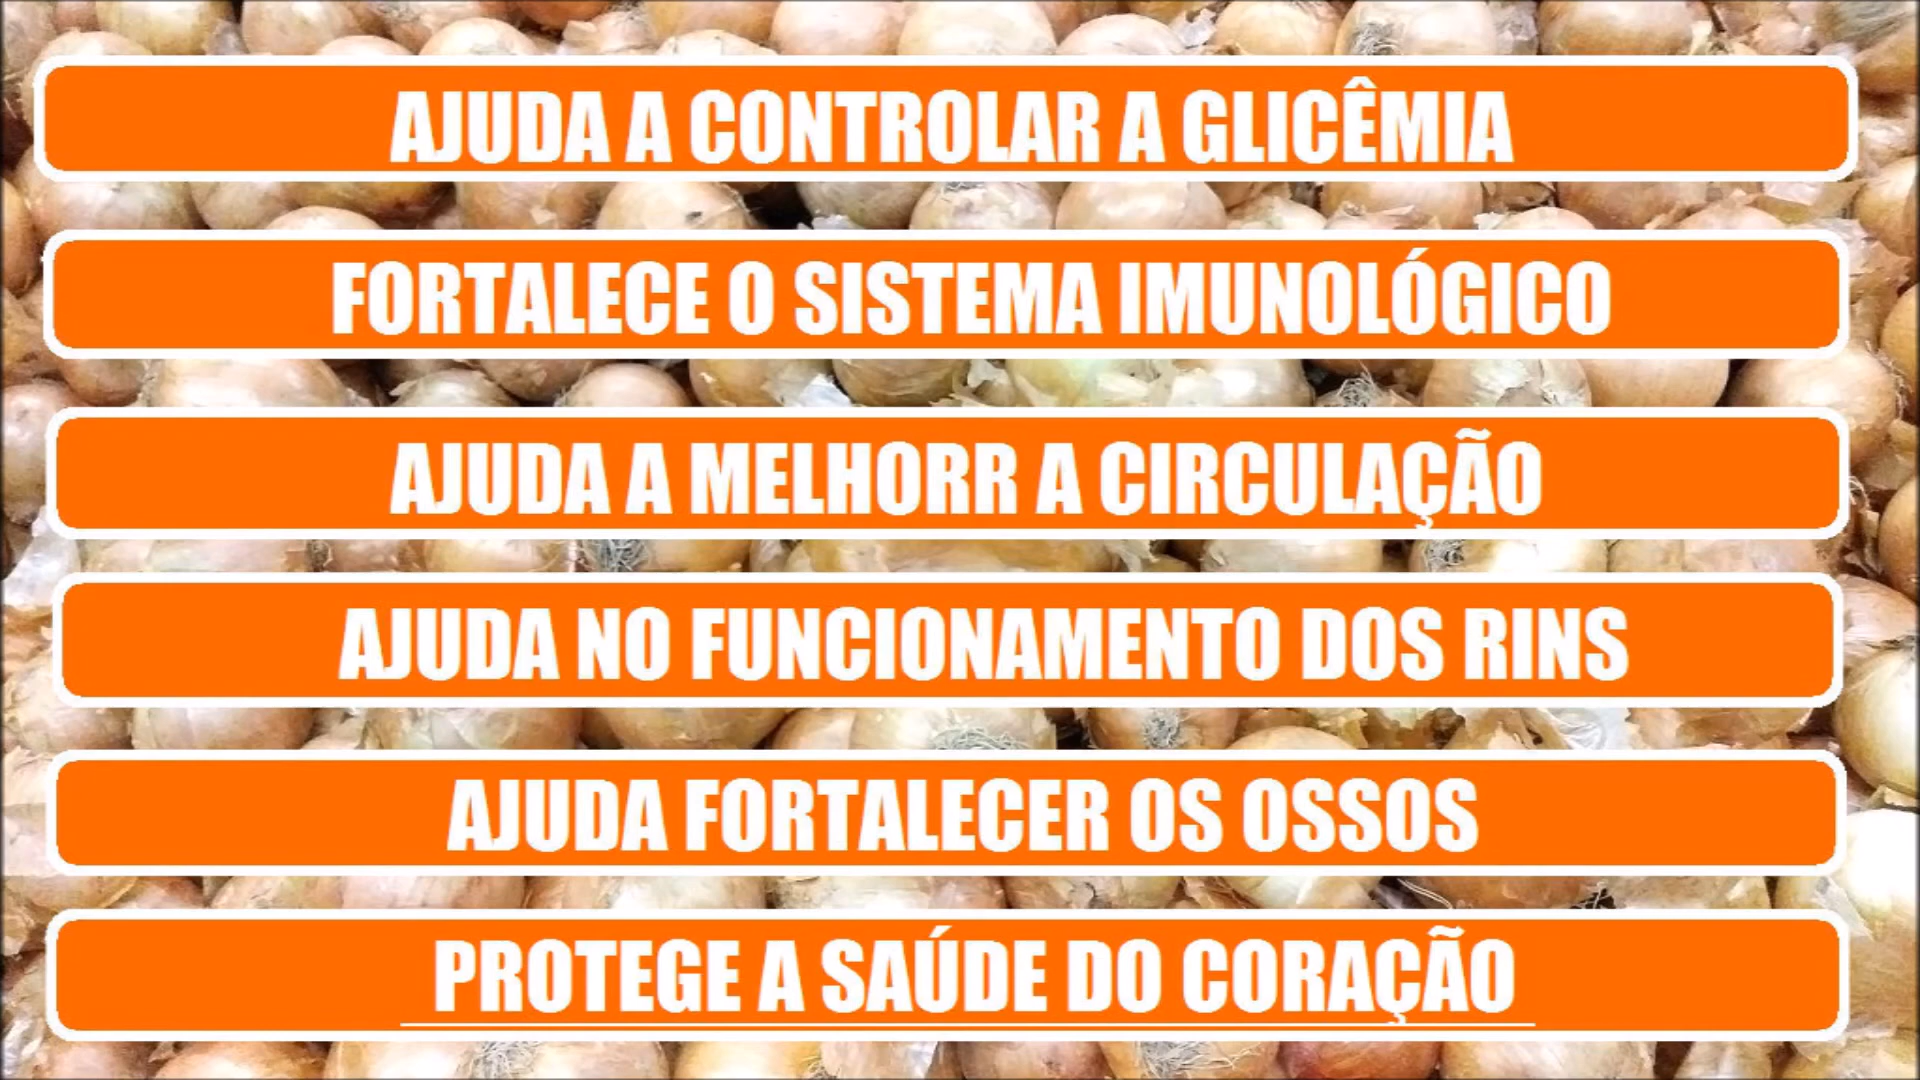 AJUDA A CONTROLAR A GLICÊMIA
FORTALECE O SISTEMA IMUNOLÓGICO
AJUDA A MELHORR A CIRCULAÇÃO
AJUDA NO FUNCIONAMENTO DOS RINS
AJUDA FORTALECER OS OSSOS
PROTEGE A SAÚDE DO CORAÇÃO